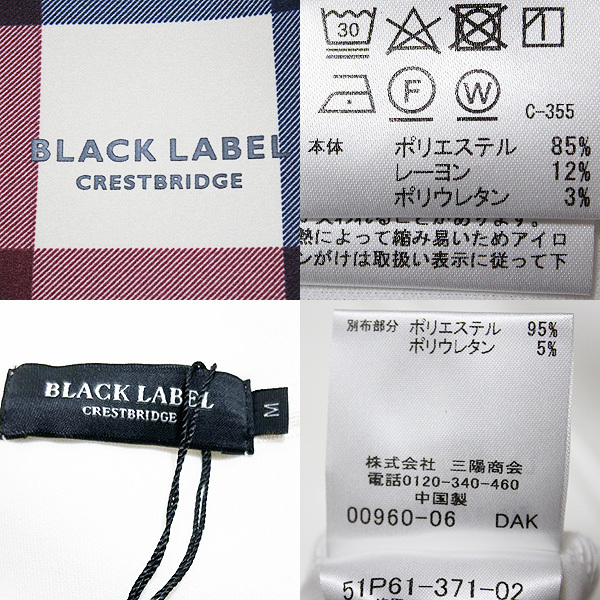 BLACK LABEL
CRESTBRIDGE
30
F
W
C-355
本体 ポリエステル 85%
レーヨン 12%
ポリウレタン 3%
熱によって縮み易いためアイロ
ンがけは取扱い表示に従って下
BLACK LABEL
CRESTBRIDGE
M
別布部分 ポリエステル 95%
ポリウレタン 5%
株式会社 三陽商会
電話0120-340-460
中国製
00960-06 DAK
51P61-371-02